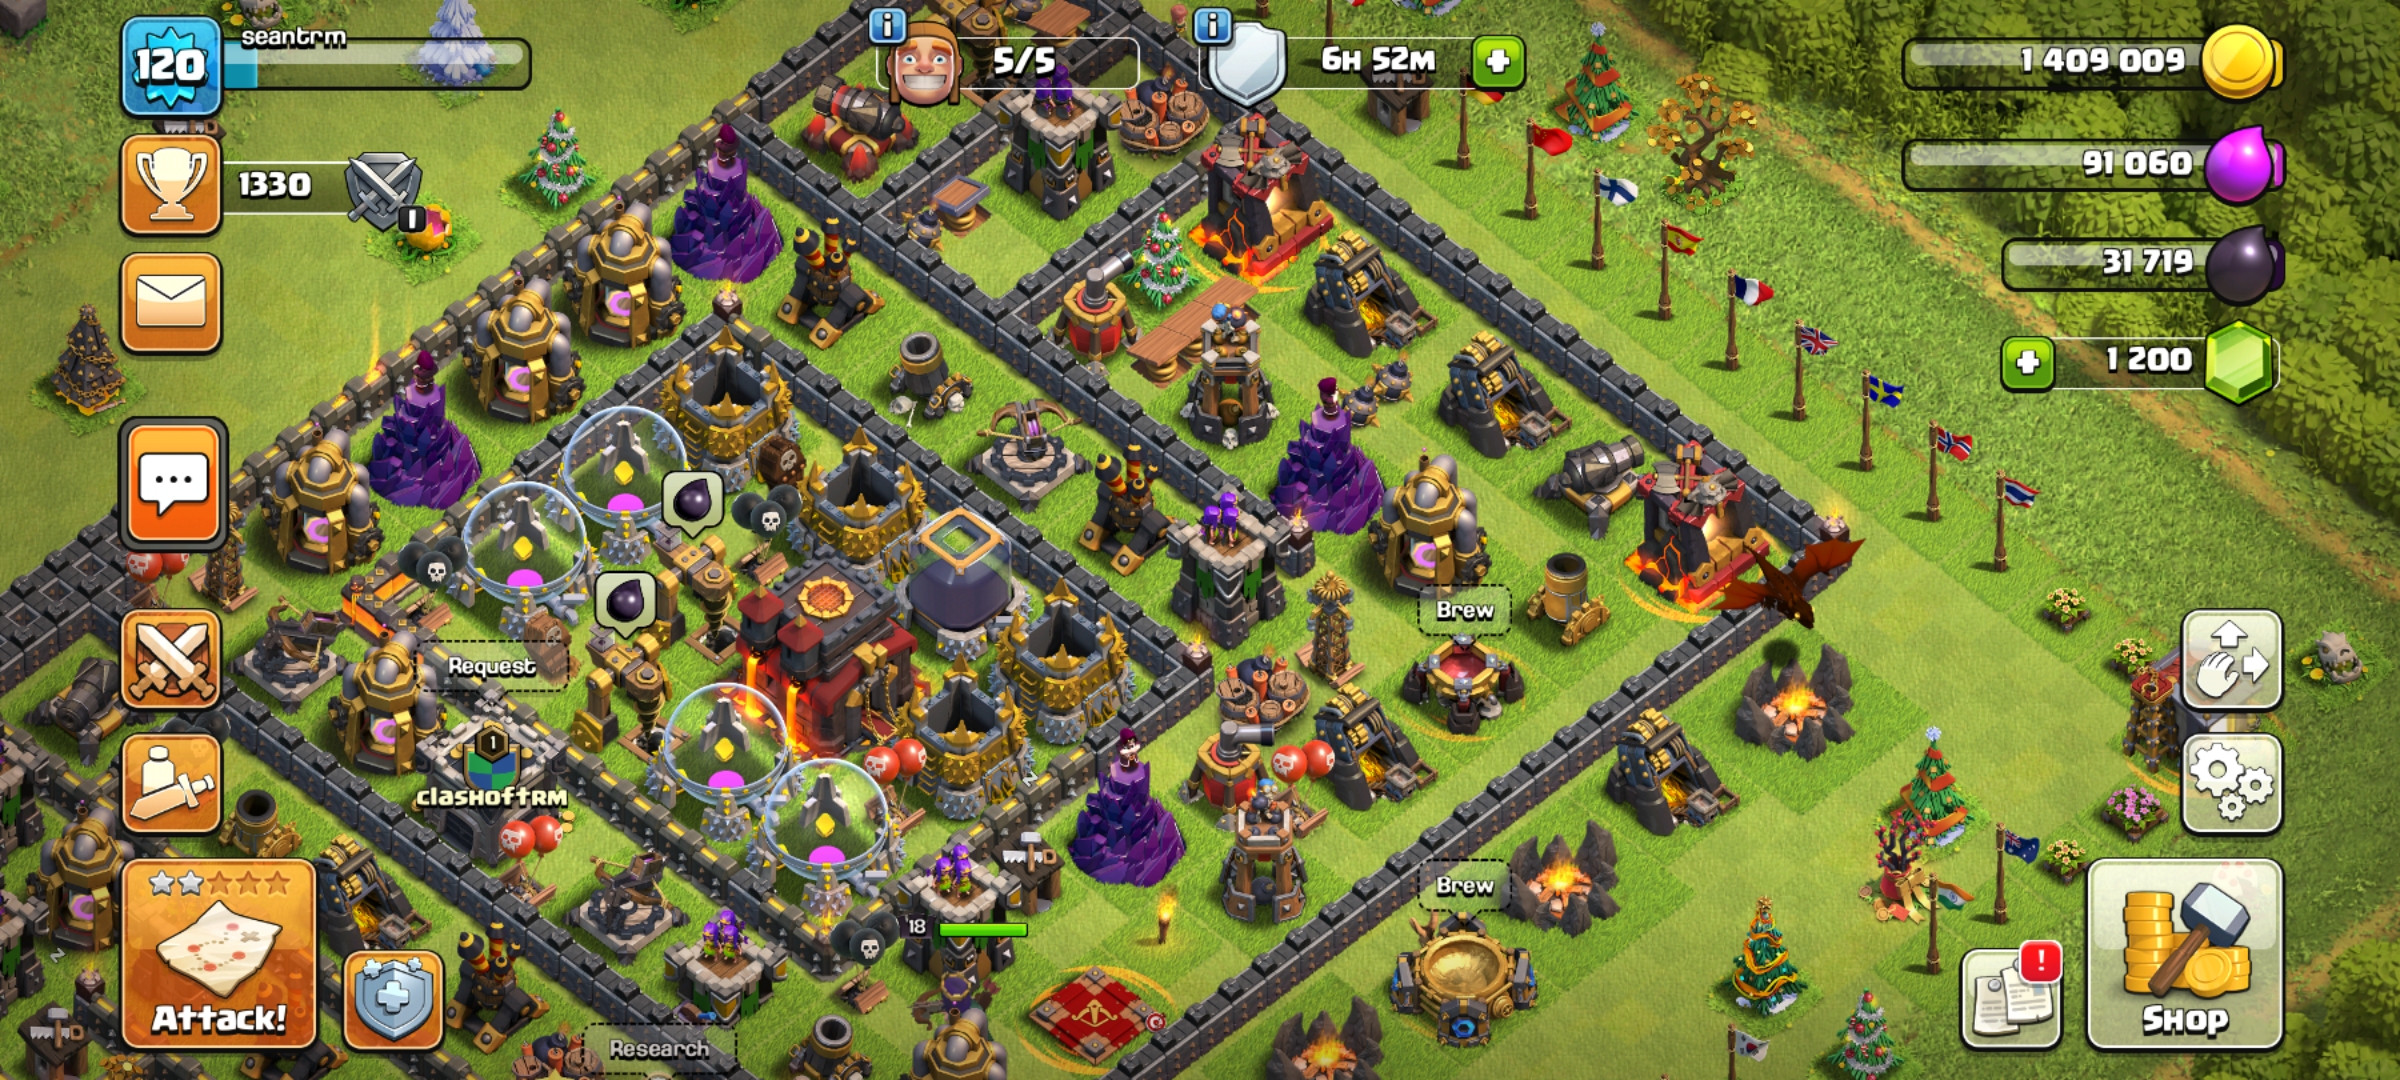 120
seantrm
5/5
6H 52M
1 409 009
1330
I
91 060
31 719
1 200
Brew
Request
1
clashoftrm
Brew
18
Attack!
Research
!
Shop